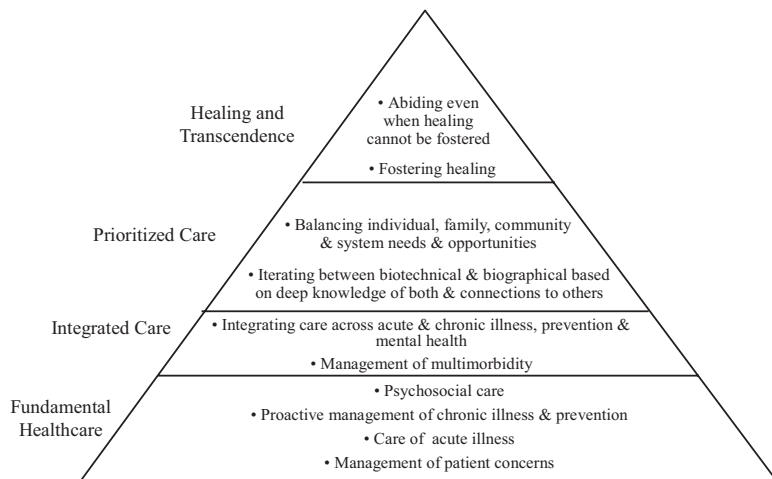 Healing and
Transcendence
• Abiding even
when healing
cannot be fostered
• Fostering healing
Prioritized Care
• Balancing individual, family, community
& system needs & opportunities
• Iterating between biotechnical & biographical based
on deep knowledge of both & connections to others
Integrated Care
• Integrating care across acute & chronic illness, prevention &
mental health
• Management of multimorbidity
Fundamental
Healthcare
• Psychosocial care
• Proactive management of chronic illness & prevention
• Care of acute illness
• Management of patient concerns